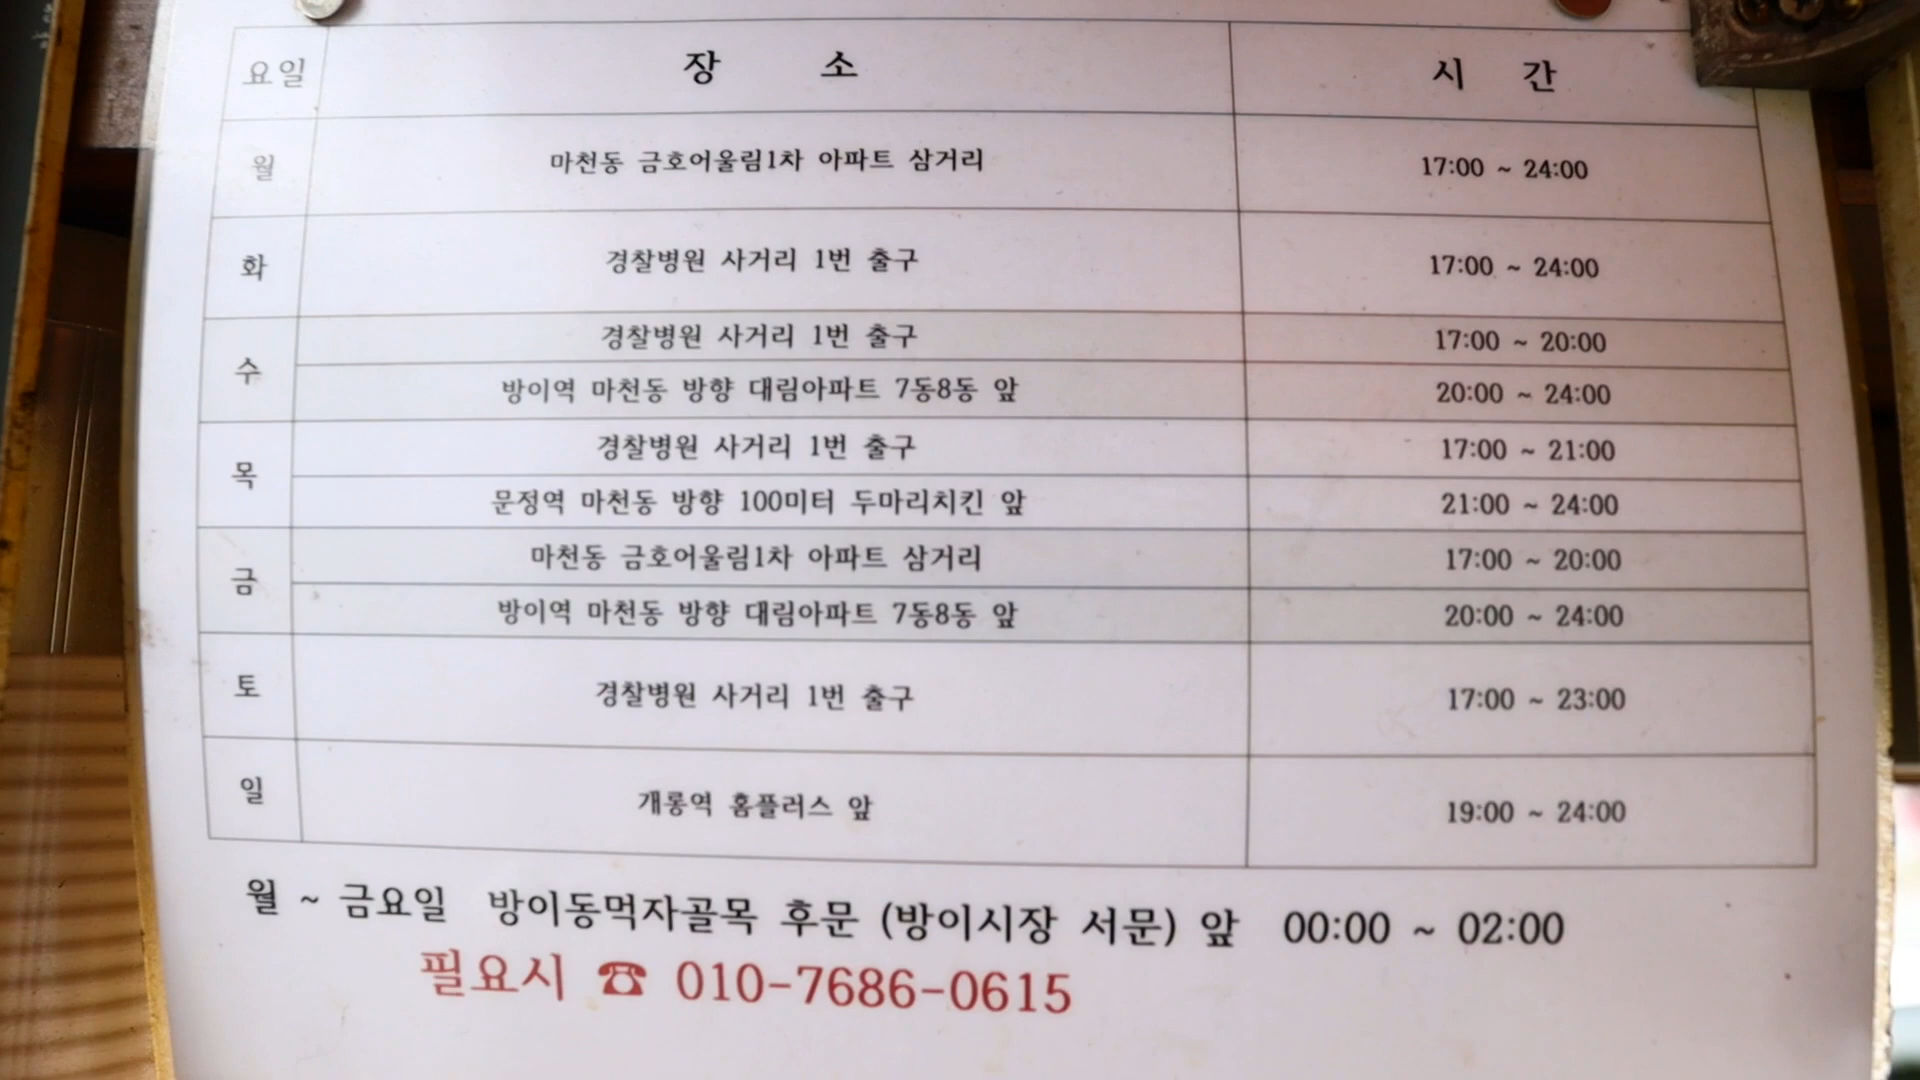 요일 장 소 시 간
월 마천동 금호어울림1차 아파트 삼거리 17:00 ~ 24:00
화 경찰병원 사거리 1번 출구 17:00 ~ 24:00
수 경찰병원 사거리 1번 출구 17:00 ~ 20:00
방이역 마천동 방향 대림아파트 7동8동 앞 20:00 ~ 24:00
목 경찰병원 사거리 1번 출구 17:00 ~ 21:00
문정역 마천동 방향 100미터 두마리치킨 앞 21:00 ~ 24:00
금 마천동 금호어울림1차 아파트 삼거리 17:00 ~ 20:00
방이역 마천동 방향 대림아파트 7동8동 앞 20:00 ~ 24:00
토 경찰병원 사거리 1번 출구 17:00 ~ 23:00
일 개롱역 홈플러스 앞 19:00 ~ 24:00
월 ~ 금요일 방이동먹자골목 후문 (방이시장 서문) 앞 00:00 ~ 02:00
필요시 ☎ 010-7686-0615